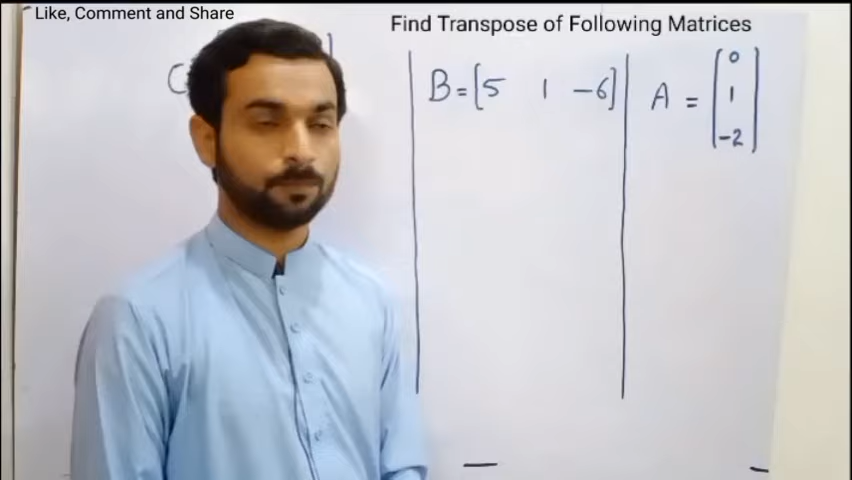 Like, Comment and Share
Find Transpose of Following Matrices
C
B = [5 1 -6]
A = [0
1
-2]